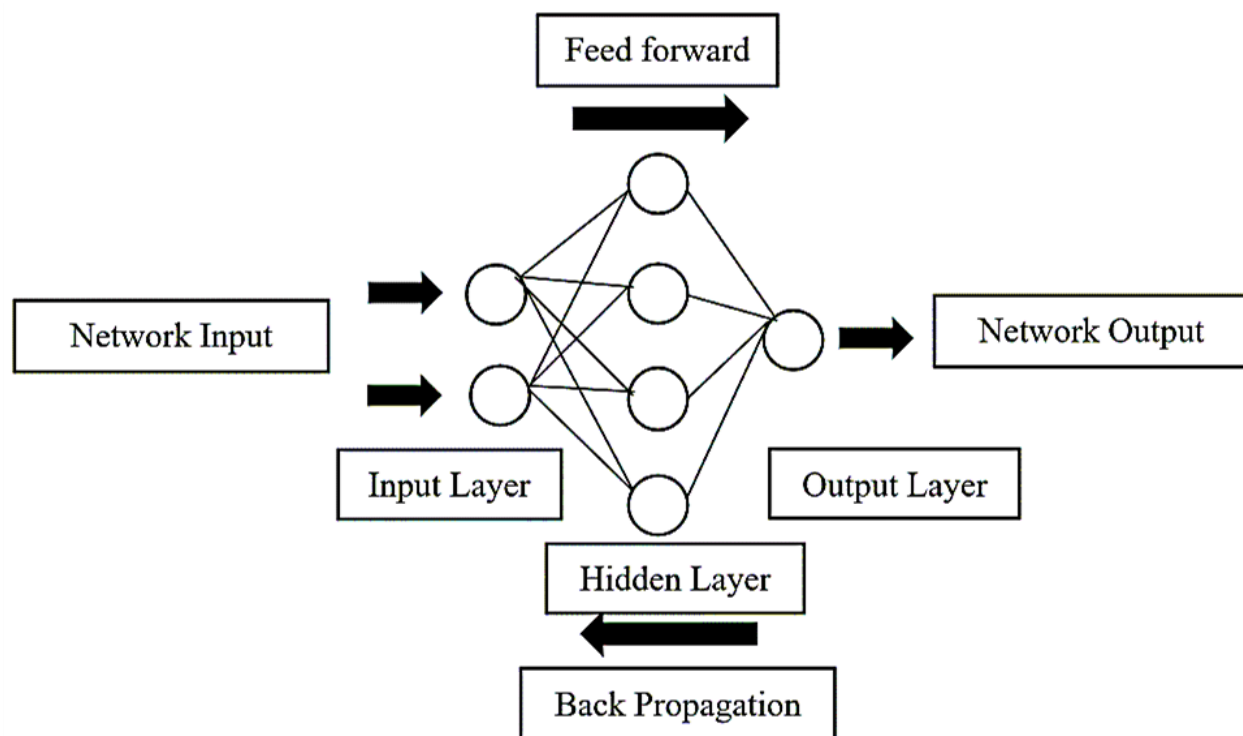 Feed forward
Network Input
Network Output
Input Layer
Output Layer
Hidden Layer
Back Propagation